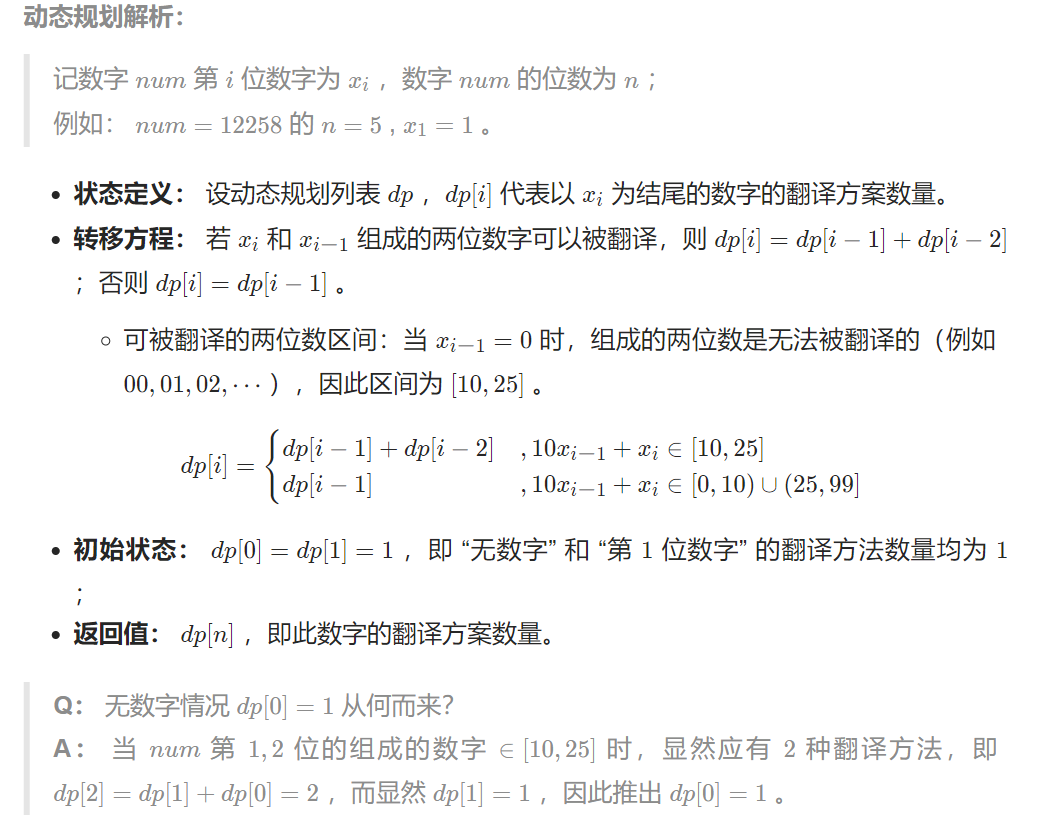 动态规划解析：
记数字 num 第 i 位数字为 x_i ，数字 num 的位数为 n ；
例如： num = 12258 的 n = 5 , x_1 = 1 。
• 状态定义： 设动态规划列表 dp ，dp[i] 代表以 x_i 为结尾的数字的翻译方案数量。
• 转移方程： 若 x_i 和 x_{i−1} 组成的两位数字可以被翻译，则 dp[i] = dp[i − 1] + dp[i − 2]
；否则 dp[i] = dp[i − 1] 。
○ 可被翻译的两位数区间：当 x_{i−1} = 0 时，组成的两位数是无法被翻译的（例如
00, 01, 02, ⋯ ），因此区间为 [10, 25] 。
dp[i] = { dp[i − 1] + dp[i − 2] , 10x_{i−1} + x_i ∈ [10, 25]
dp[i − 1] , 10x_{i−1} + x_i ∈ [0, 10) ∪ (25, 99]
• 初始状态： dp[0] = dp[1] = 1 ，即 “无数字” 和 “第 1 位数字” 的翻译方法数量均为 1
；
• 返回值： dp[n] ，即此数字的翻译方案数量。
Q： 无数字情况 dp[0] = 1 从何而来？
A： 当 num 第 1, 2 位的组成的数字 ∈ [10, 25] 时，显然应有 2 种翻译方法，即
dp[2] = dp[1] + dp[0] = 2 ，而显然 dp[1] = 1 ，因此推出 dp[0] = 1 。